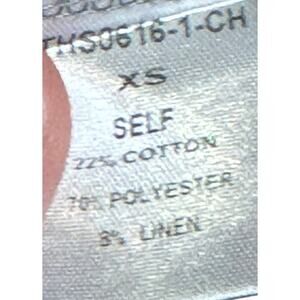 THS0616-1-CH
XS
SELF
22% COTTON
70% POLYESTER
8% LINEN